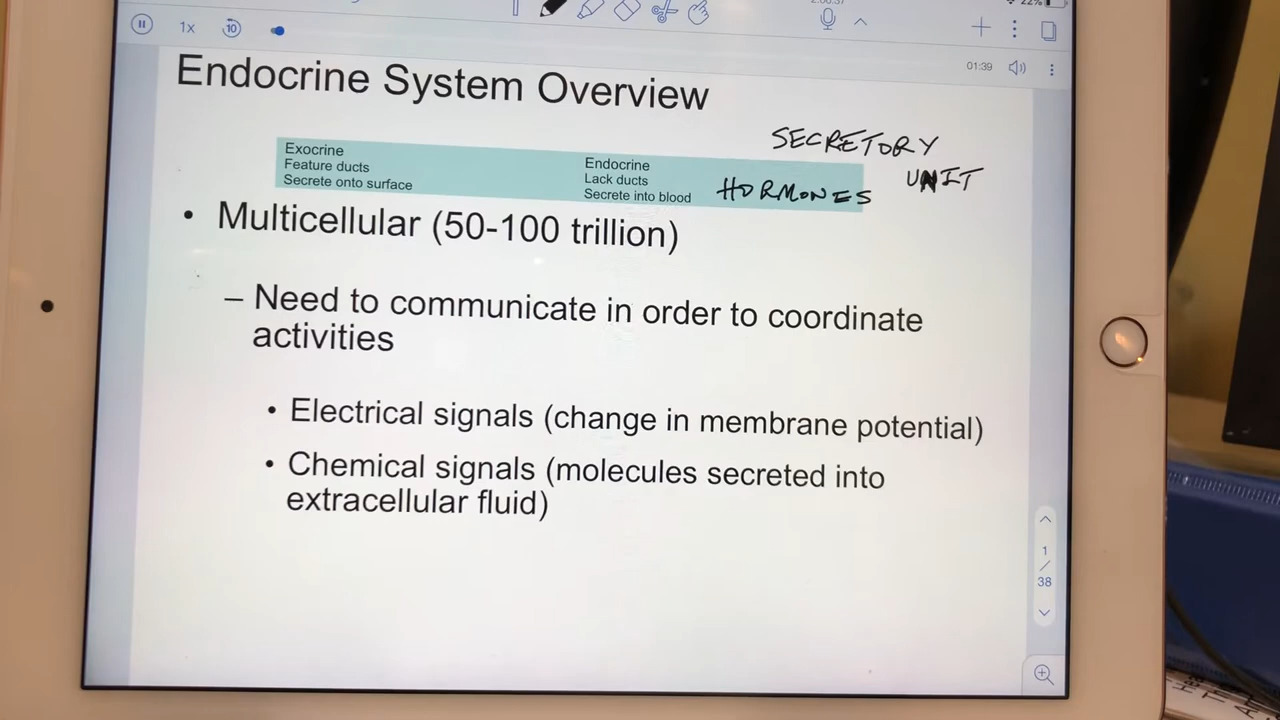 22%
1x
10
01:39
Endocrine System Overview
SECRETORY
UNIT
Exocrine
Feature ducts
Secrete onto surface
Endocrine
Lack ducts
Secrete into blood
HORMONES
• Multicellular (50-100 trillion)
– Need to communicate in order to coordinate
activities
• Electrical signals (change in membrane potential)
• Chemical signals (molecules secreted into
extracellular fluid)
1
/
38